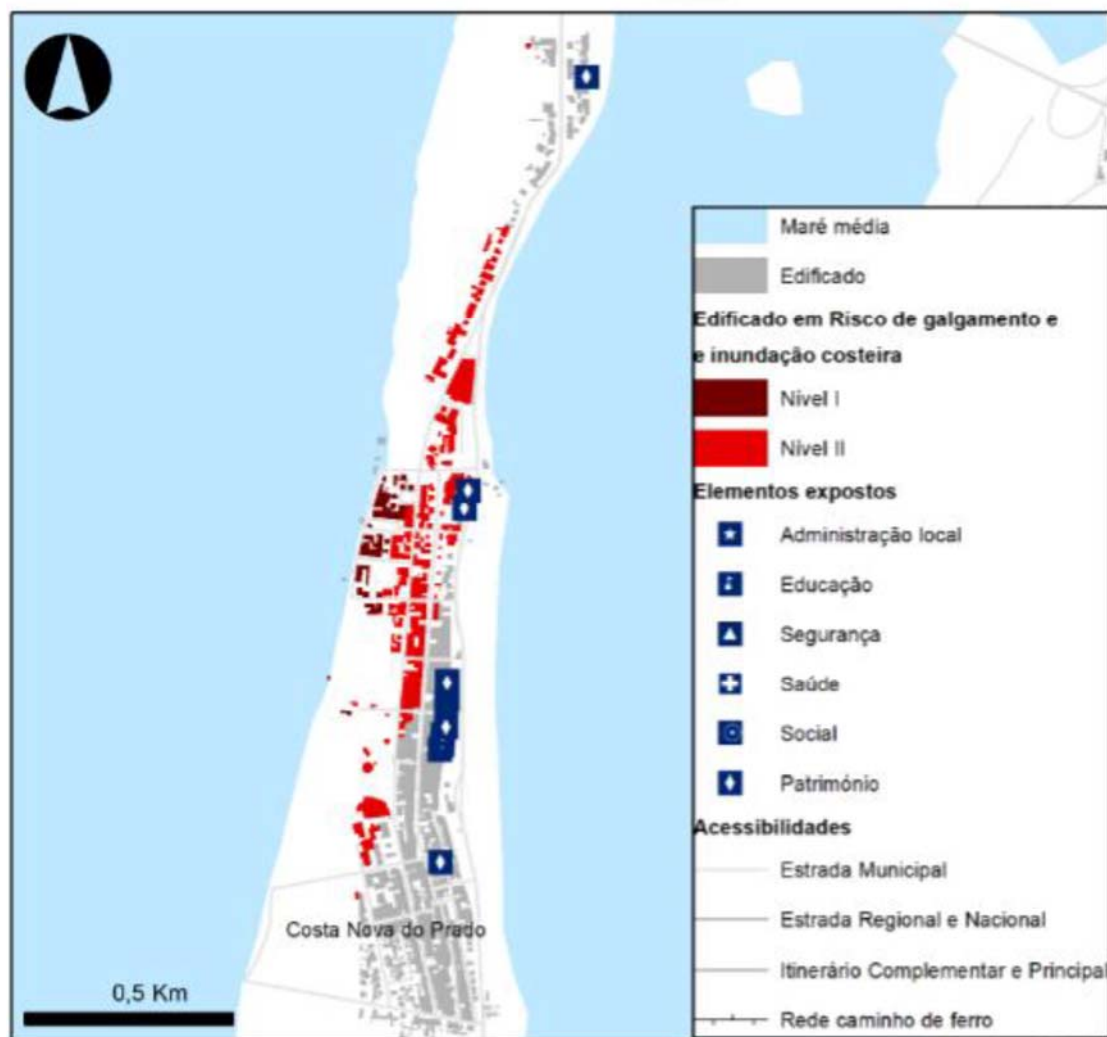 Maré média
Edificado
Edificado em Risco de galgamento e
e inundação costeira
Nível I
Nível II
Elementos expostos
Administração local
Educação
Segurança
Saúde
Social
Património
Acessibilidades
Estrada Municipal
Estrada Regional e Nacional
Itinerário Complementar e Principal
Rede caminho de ferro
Costa Nova do Prado
0,5 Km